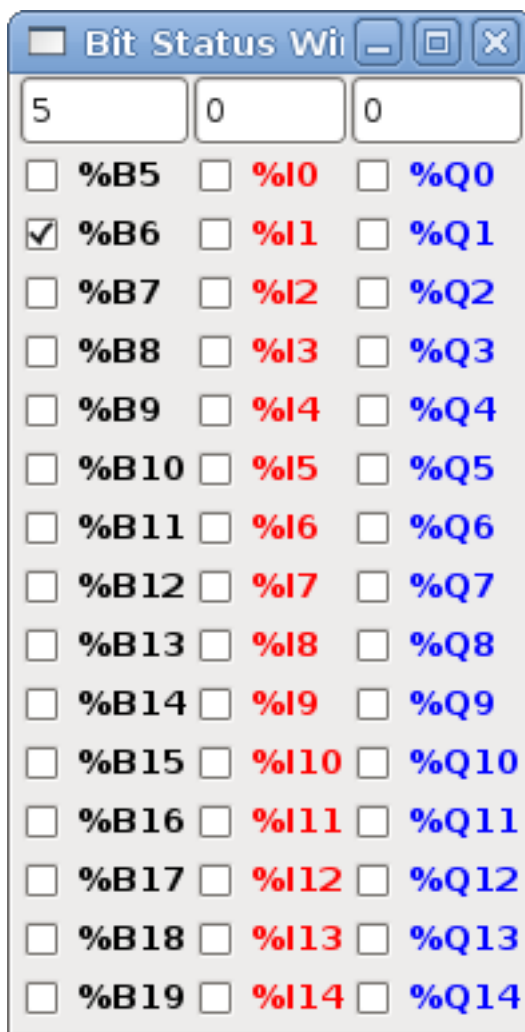 Bit Status Wi
5 0 0
%B5 %I0 %Q0
%B6 %I1 %Q1
%B7 %I2 %Q2
%B8 %I3 %Q3
%B9 %I4 %Q4
%B10 %I5 %Q5
%B11 %I6 %Q6
%B12 %I7 %Q7
%B13 %I8 %Q8
%B14 %I9 %Q9
%B15 %I10 %Q10
%B16 %I11 %Q11
%B17 %I12 %Q12
%B18 %I13 %Q13
%B19 %I14 %Q14